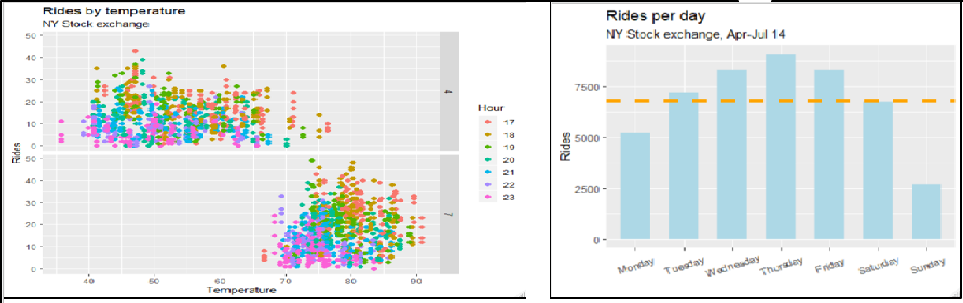 Rides by temperature
NY Stock exchange
50
40
30
20
10
0
4
50
40
30
20
10
0
7
40
50
60
70
80
90
Rides
Temperature
Hour
17
18
19
20
21
22
23
Rides per day
NY Stock exchange, Apr-Jul 14
7500
5000
2500
0
Rides
Monday
Tuesday
Wednesday
Thursday
Friday
Saturday
Sunday